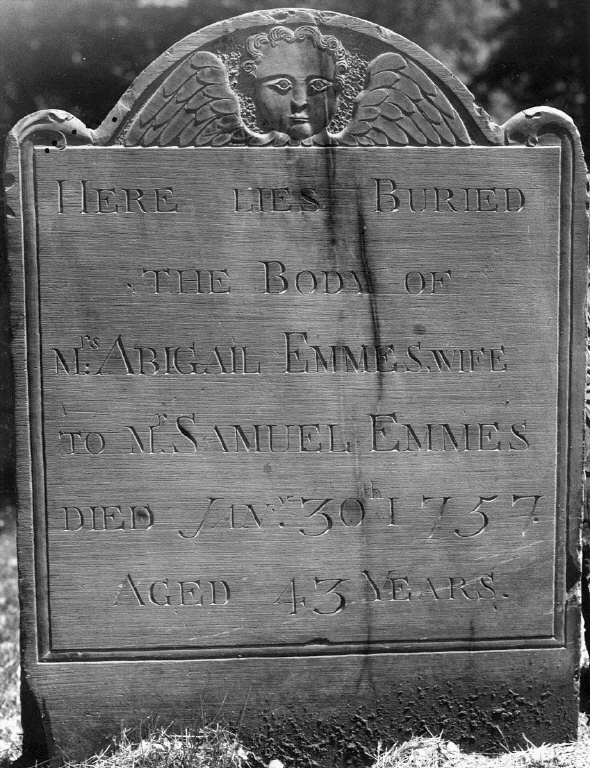 HERE LIES BURIED
THE BODY OF
Mrs. ABIGAIL EMMES, WIFE
TO Mr. SAMUEL EMMES
DIED JANy. 30th 1757.
AGED 43 YEARS.